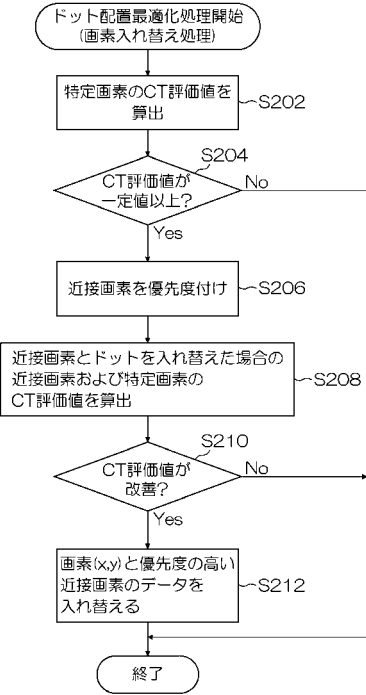 ドット配置最適化処理開始
(画素入れ替え処理)
特定画素のCT評価値を
算出
S202
S204
CT評価値が
一定値以上?
No
Yes
近接画素を優先度付け
S206
近接画素とドットを入れ替えた場合の
近接画素および特定画素の
CT評価値を算出
S208
S210
CT評価値が
改善?
No
Yes
画素(x,y)と優先度の高い
近接画素のデータを
入れ替える
S212
終了